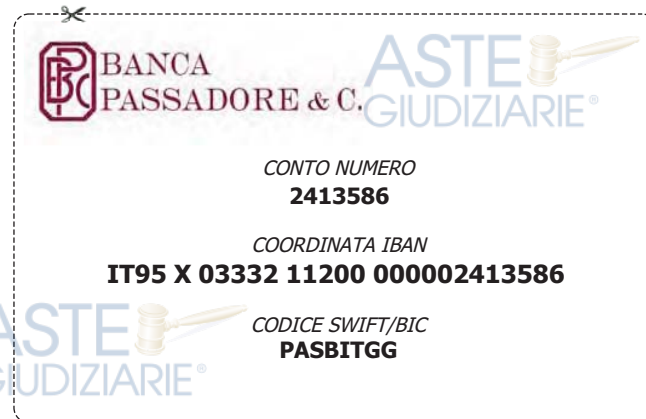 BANCA
PASSADORE & C.
ASTE
GIUDIZIARIE®
CONTO NUMERO
2413586
COORDINATA IBAN
IT95 X 03332 11200 000002413586
CODICE SWIFT/BIC
PASBITGG
ASTE
GIUDIZIARIE®